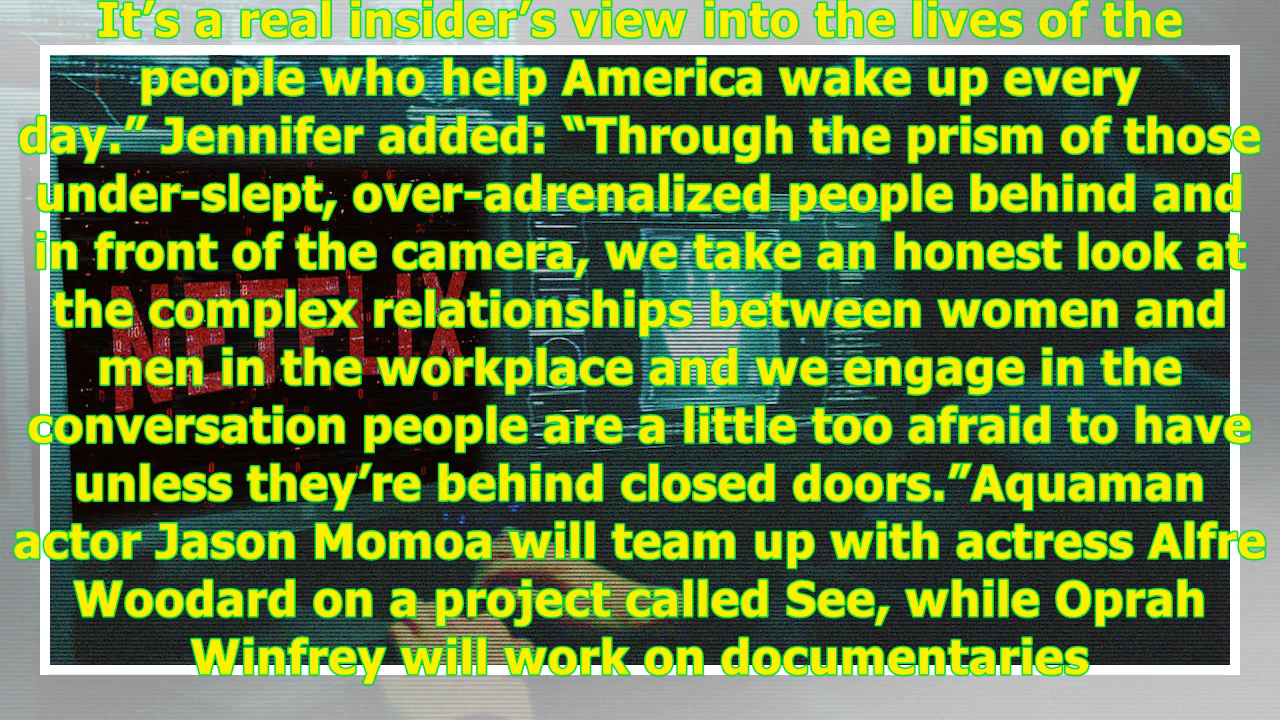 It’s a real insider’s view into the lives of the
people who help America wake up every
day.” Jennifer added: “Through the prism of those
under-slept, over-adrenalized people behind and
in front of the camera, we take an honest look at
the complex relationships between women and
men in the workplace and we engage in the
conversation people are a little too afraid to have
unless they’re behind closed doors.”Aquaman
actor Jason Momoa will team up with actress Alfre
Woodard on a project called See, while Oprah
Winfrey will work on documentaries
NETFLIX